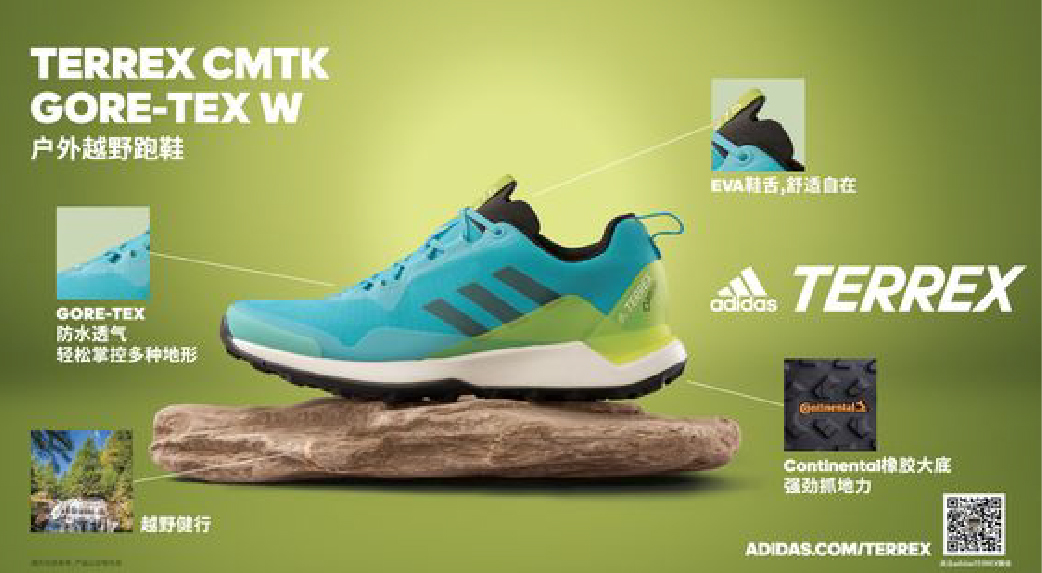 TERREX CMTK
GORE-TEX W
户外越野跑鞋
EVA鞋舌,舒适自在
GORE-TEX
防水透气
轻松掌控多种地形
adidas TERREX
TERREX
Continental
Continental橡胶大底
强劲抓地力
越野健行
ADIDAS.COM/TERREX